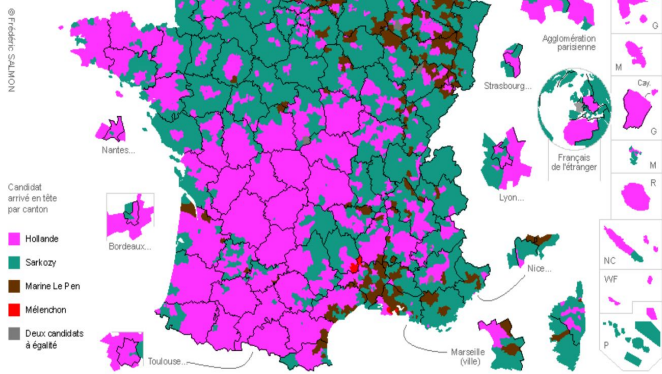 © Frédéric SALMON
Agglomération
parisienne
G
M
Strasbourg...
Cay.
G
Nantes...
Français
de l'étranger
M
Candidat
arrivé en tête
par canton
Lyon...
R
Hollande
Bordeaux...
Sarkozy
NC
Nice...
Marine Le Pen
WF
Mélenchon
Deux candidats
à égalité
P
Toulouse...
Marseille
(ville)